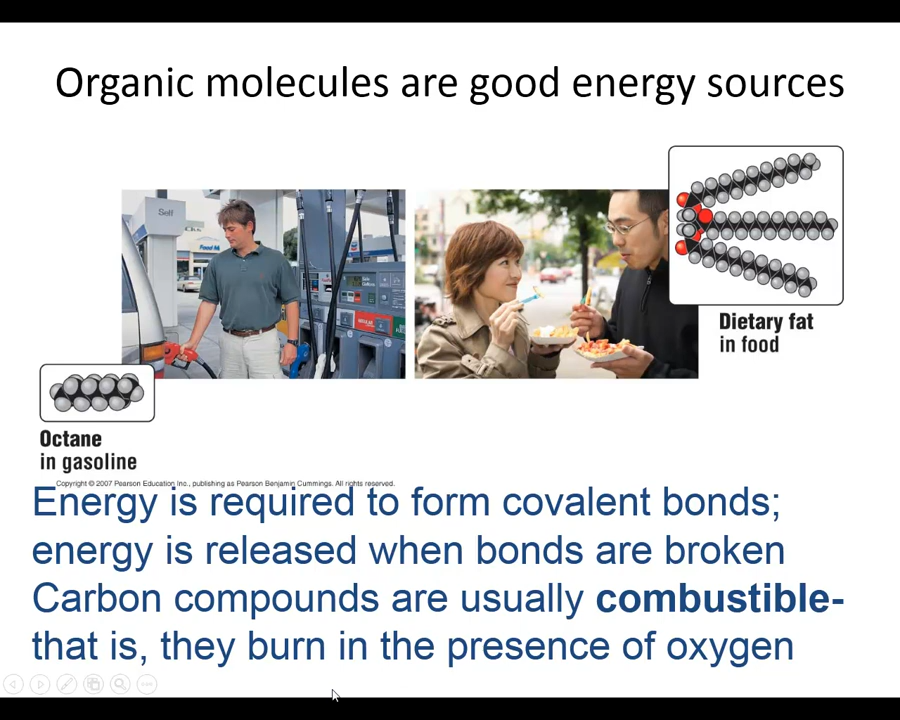 Organic molecules are good energy sources
Self
Dietary fat
in food
Octane
in gasoline
Copyright © 2007 Pearson Education Inc., publishing as Pearson Benjamin Cummings. All rights reserved.
Energy is required to form covalent bonds;
energy is released when bonds are broken
Carbon compounds are usually combustible-
that is, they burn in the presence of oxygen